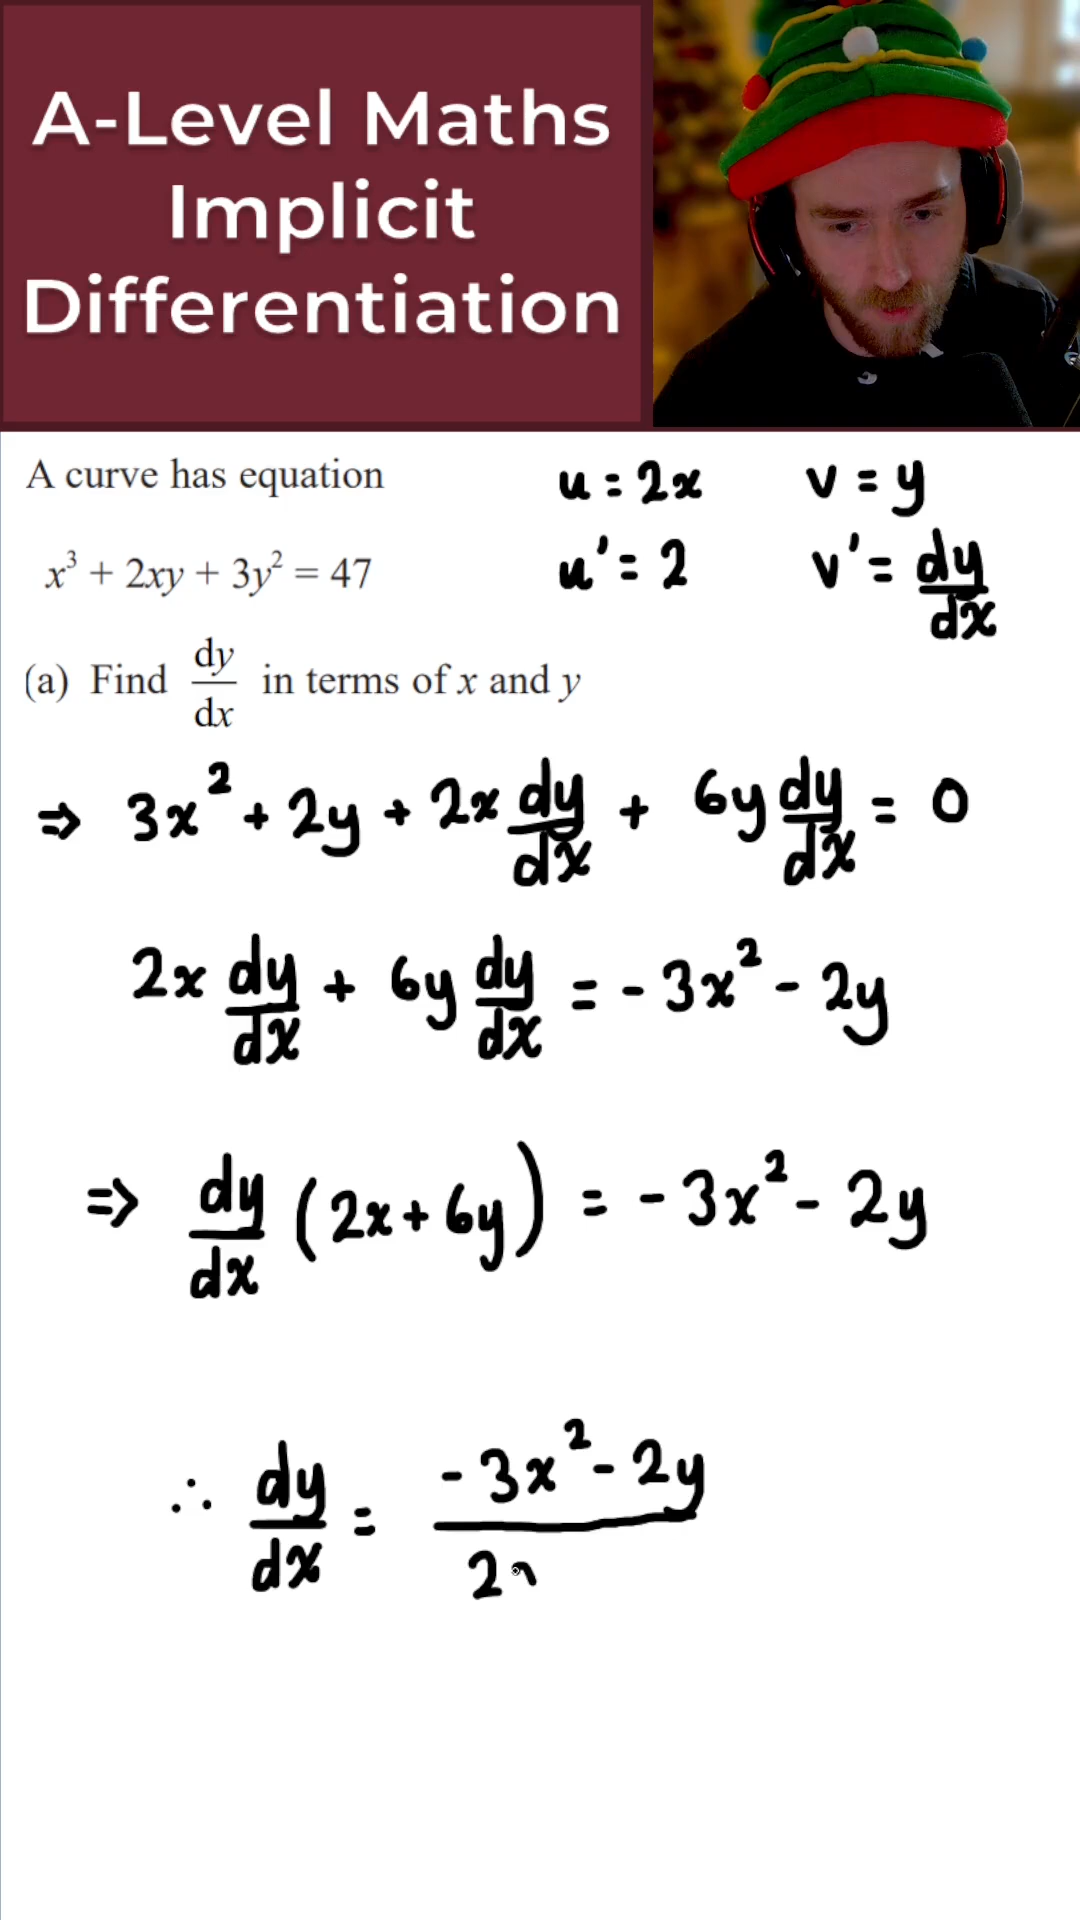 A-Level Maths
Implicit
Differentiation
A curve has equation
x³ + 2xy + 3y² = 47
u = 2x v = y
u' = 2 v' = dy/dx
(a) Find dy/dx in terms of x and y
⇒ 3x² + 2y + 2x dy/dx + 6y dy/dx = 0
2x dy/dx + 6y dy/dx = -3x² - 2y
⇒ dy/dx (2x + 6y) = -3x² - 2y
∴ dy/dx = -3x² - 2y
2